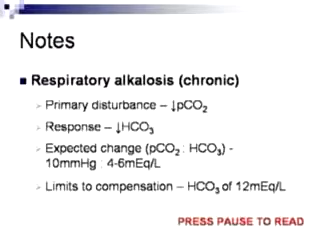 Notes
Respiratory alkalosis (chronic)
Primary disturbance – ↓pCO₂
Response – ↓HCO₃
Expected change (pCO₂ : HCO₃) -
10mmHg : 4-6mEq/L
Limits to compensation – HCO₃ of 12mEq/L
PRESS PAUSE TO READ